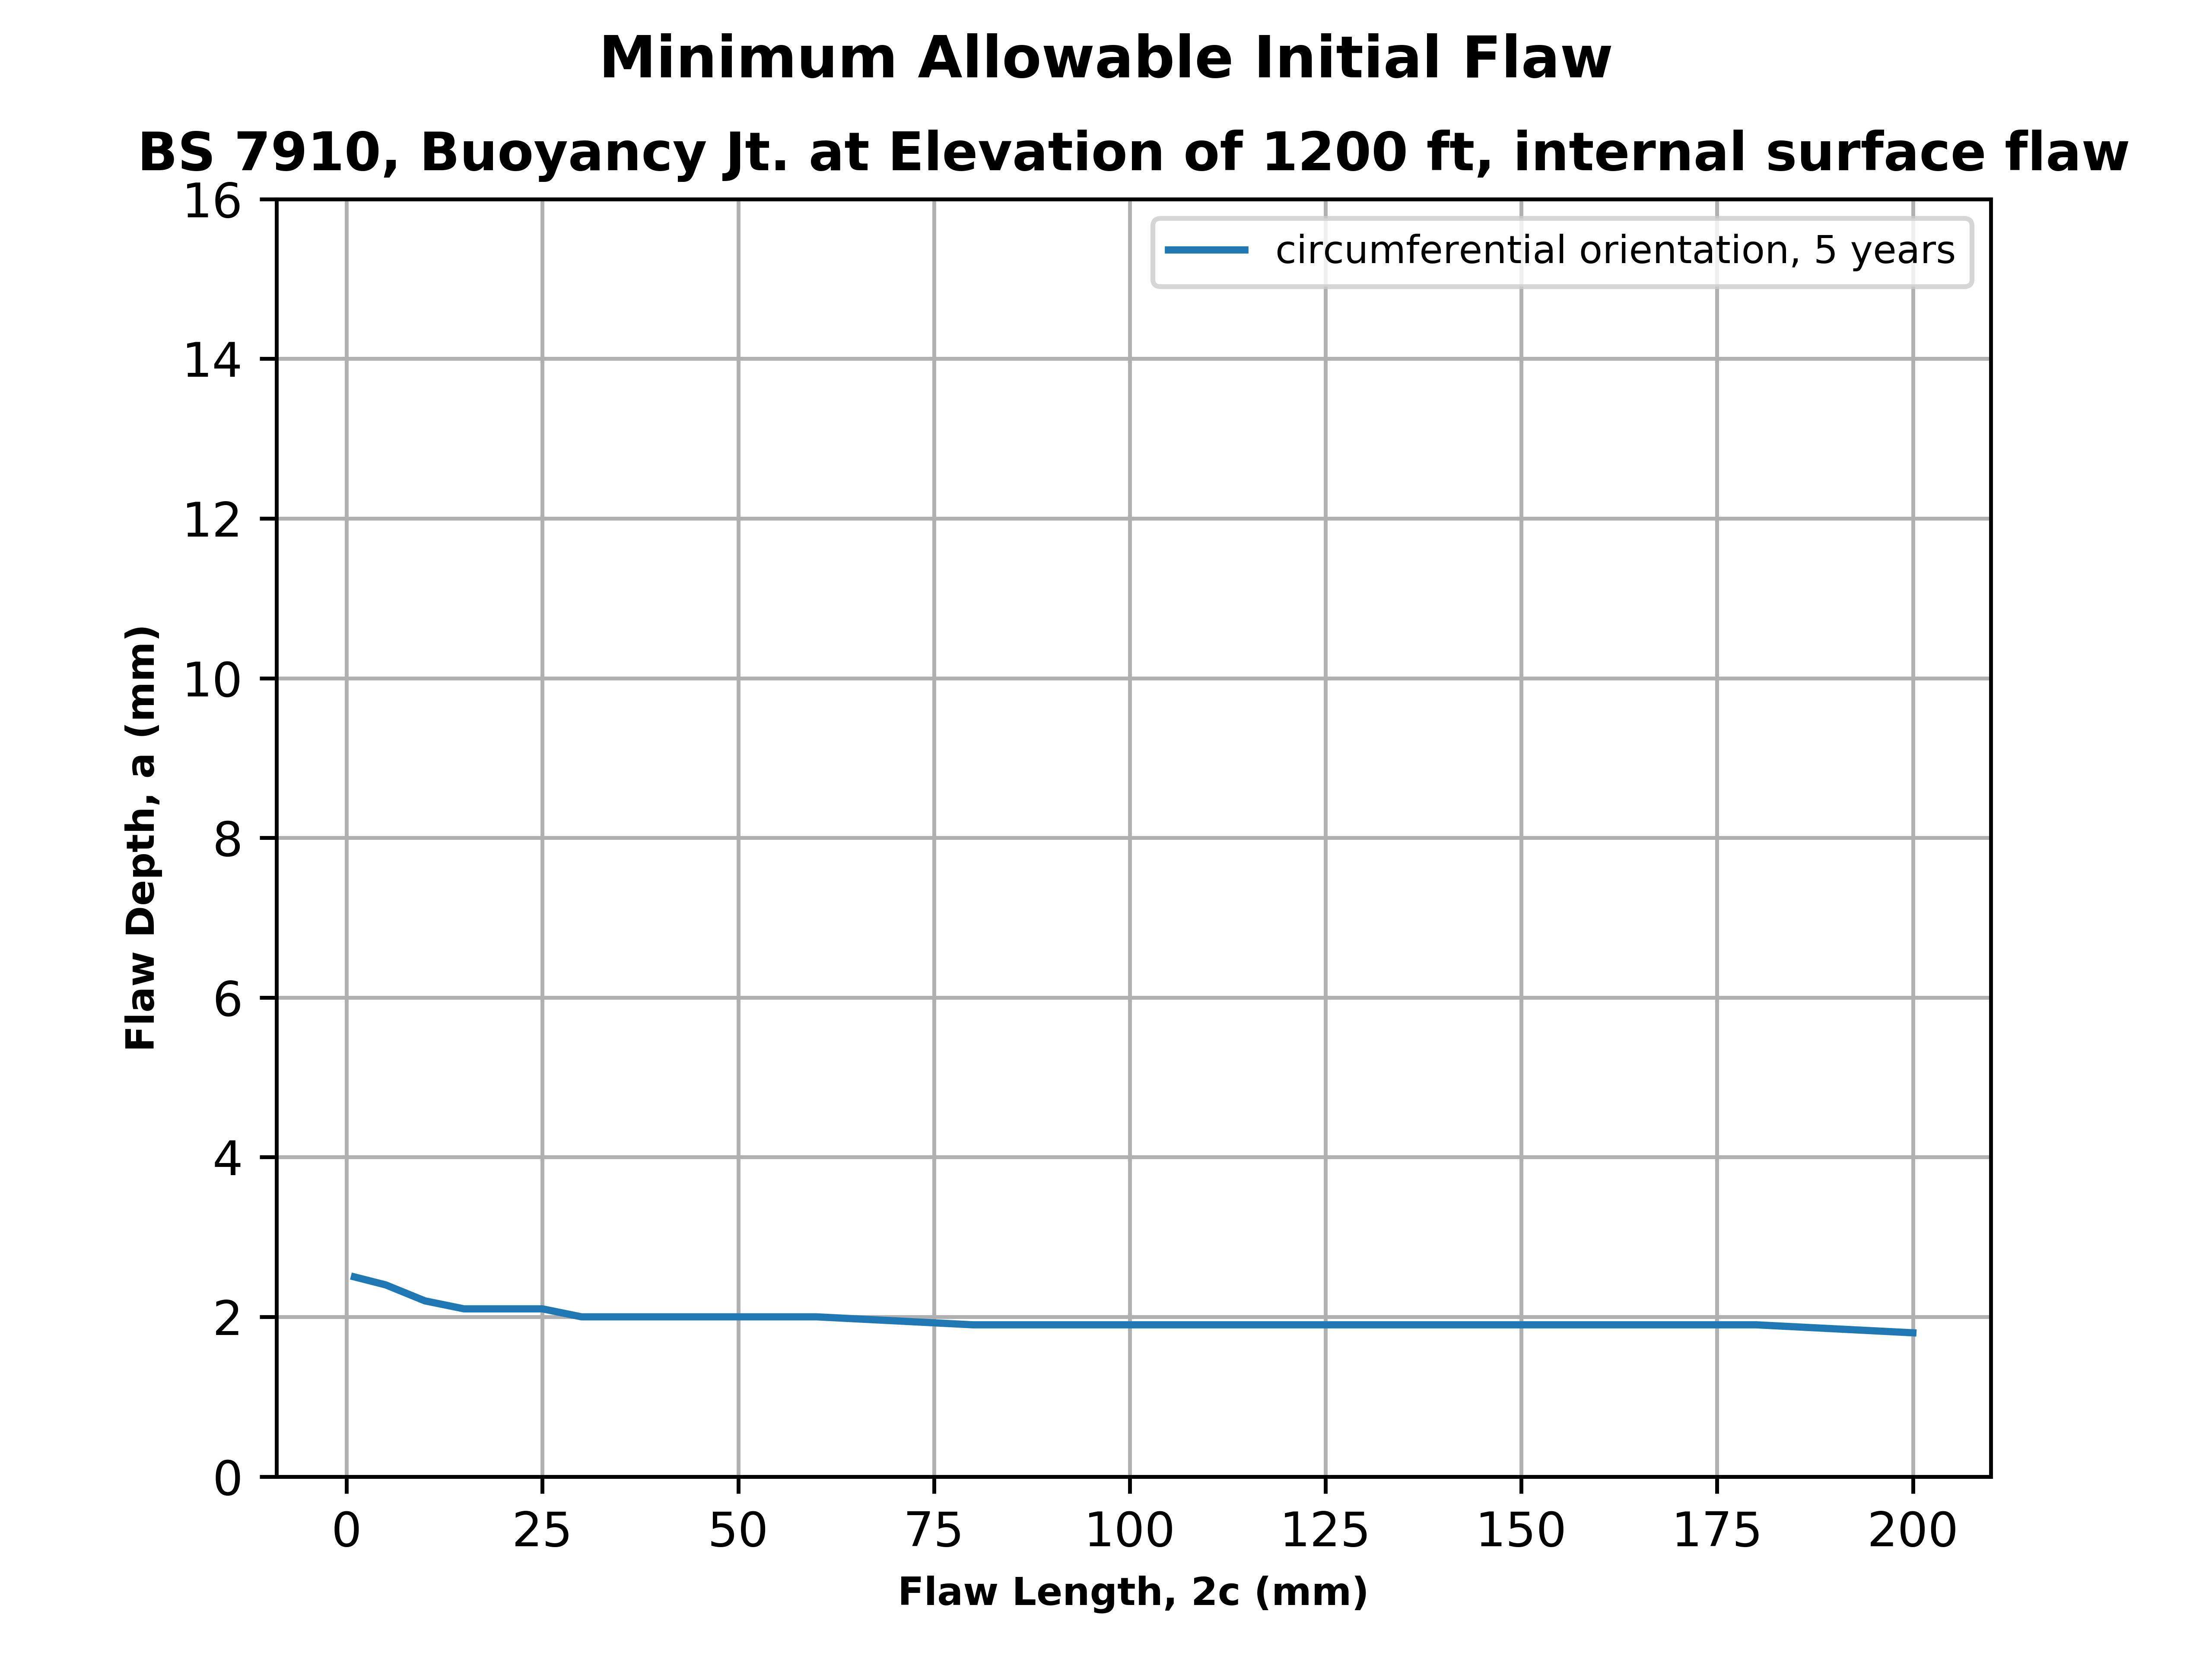 Minimum Allowable Initial Flaw
BS 7910, Buoyancy Jt. at Elevation of 1200 ft, internal surface flaw
circumferential orientation, 5 years
16
14
12
10
8
6
4
2
0
Flaw Depth, a (mm)
0 25 50 75 100 125 150 175 200
Flaw Length, 2c (mm)